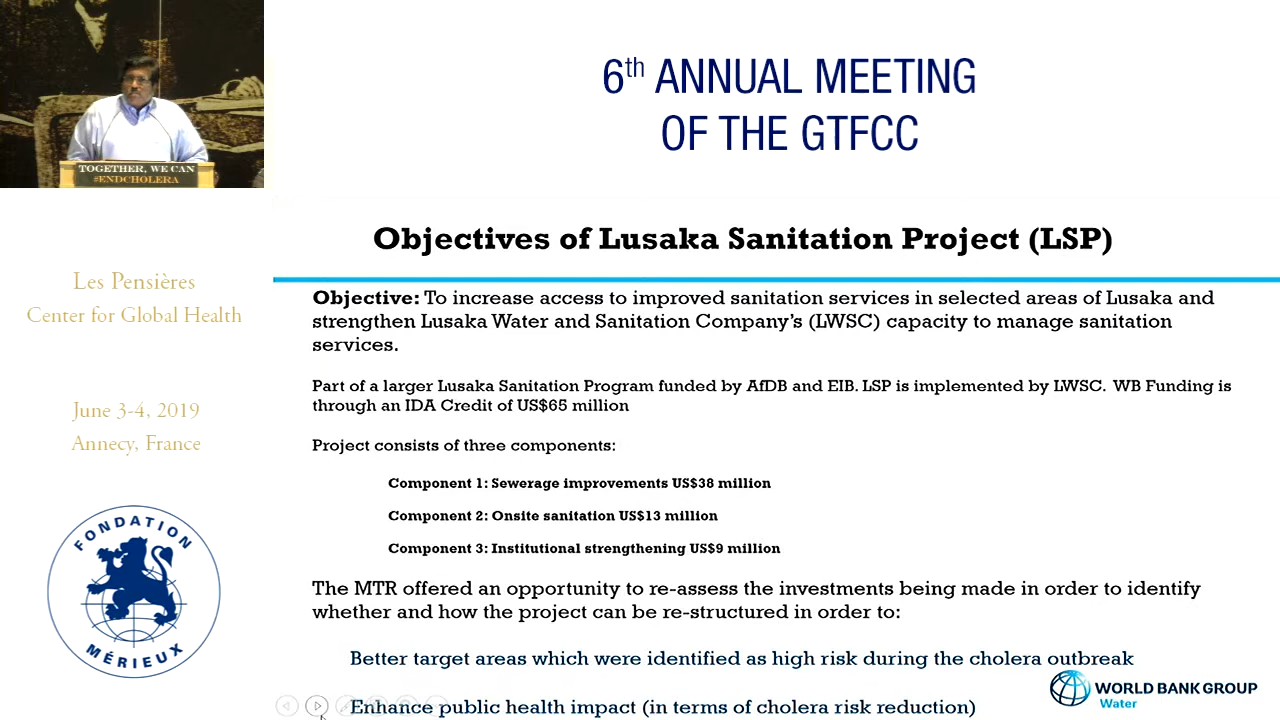 TOGETHER, WE CAN
#ENDCHOLERA
6th ANNUAL MEETING
OF THE GTFCC
Les Pensières
Center for Global Health
June 3-4, 2019
Annecy, France
FONDATION
MÉRIEUX
Objectives of Lusaka Sanitation Project (LSP)
Objective: To increase access to improved sanitation services in selected areas of Lusaka and
strengthen Lusaka Water and Sanitation Company's (LWSC) capacity to manage sanitation
services.
Part of a larger Lusaka Sanitation Program funded by AfDB and EIB. LSP is implemented by LWSC. WB Funding is
through an IDA Credit of US$65 million
Project consists of three components:
Component 1: Sewerage improvements US$38 million
Component 2: Onsite sanitation US$13 million
Component 3: Institutional strengthening US$9 million
The MTR offered an opportunity to re-assess the investments being made in order to identify
whether and how the project can be re-structured in order to:
Better target areas which were identified as high risk during the cholera outbreak
Enhance public health impact (in terms of cholera risk reduction)
WORLD BANK GROUP
Water